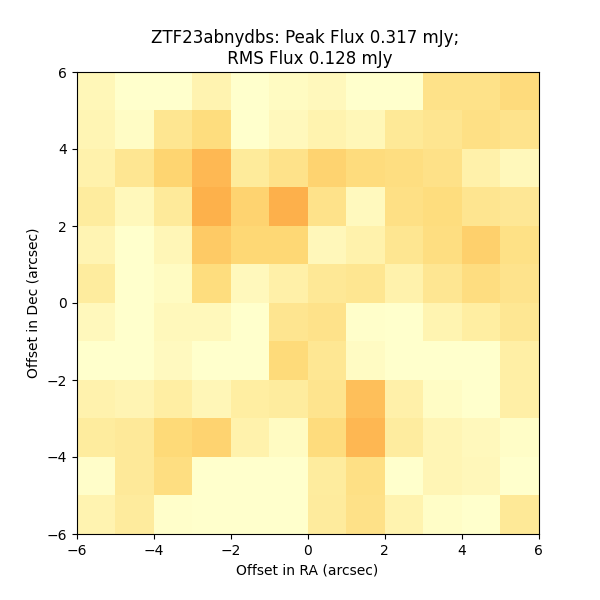 ZTF23abnydbs: Peak Flux 0.317 mJy;
RMS Flux 0.128 mJy
6
4
2
0
−2
−4
−6
Offset in Dec (arcsec)
−6 −4 −2 0 2 4 6
Offset in RA (arcsec)